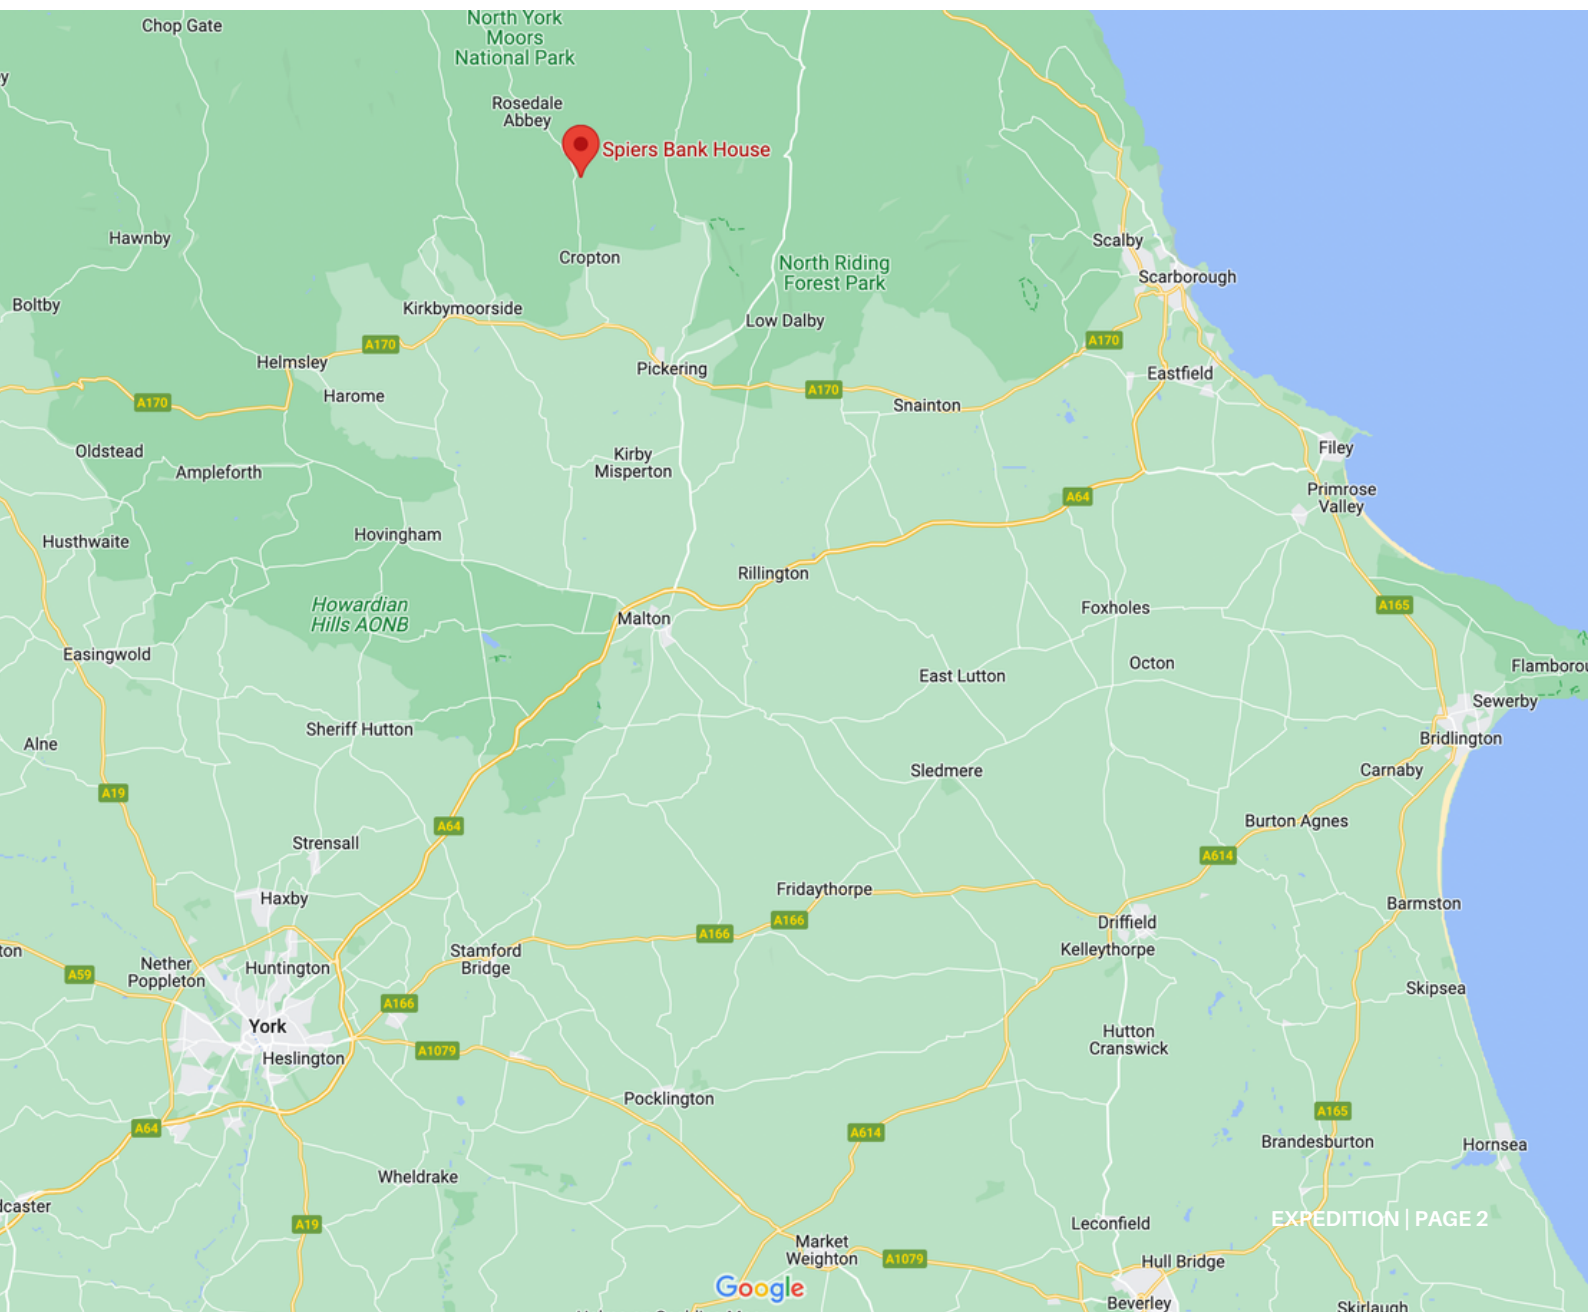 North York
Moors
National Park
Chop Gate
Rosedale
Abbey
Spiers Bank House
Hawnby
Cropton
Scalby
North Riding
Forest Park
Scarborough
Boltby
Kirkbymoorside
Low Dalby
A170
A170
Helmsley
Pickering
Eastfield
Harome
A170
A170
Snainton
Oldstead
Ampleforth
Kirby
Misperton
Filey
Primrose
Valley
A64
Hovingham
Husthwaite
Rillington
Howardian
Hills AONB
Malton
Foxholes
A165
Easingwold
East Lutton
Octon
Flamborou
Sewerby
Sheriff Hutton
Alne
Bridlington
Sledmere
Carnaby
A19
A64
Burton Agnes
Strensall
A614
Haxby
Fridaythorpe
Barmston
A166
A166
Driffield
Kelleythorpe
ton
Stamford
Bridge
Nether
Poppleton
Huntington
A59
Skipsea
A166
York
Heslington
A1079
Hutton
Cranswick
Pocklington
A64
A614
A165
Brandesburton
Hornsea
Wheldrake
dcaster
A19
Leconfield
EXPEDITION | PAGE 2
Market
Weighton
A1079
Hull Bridge
Google
Beverley
Skirlaugh